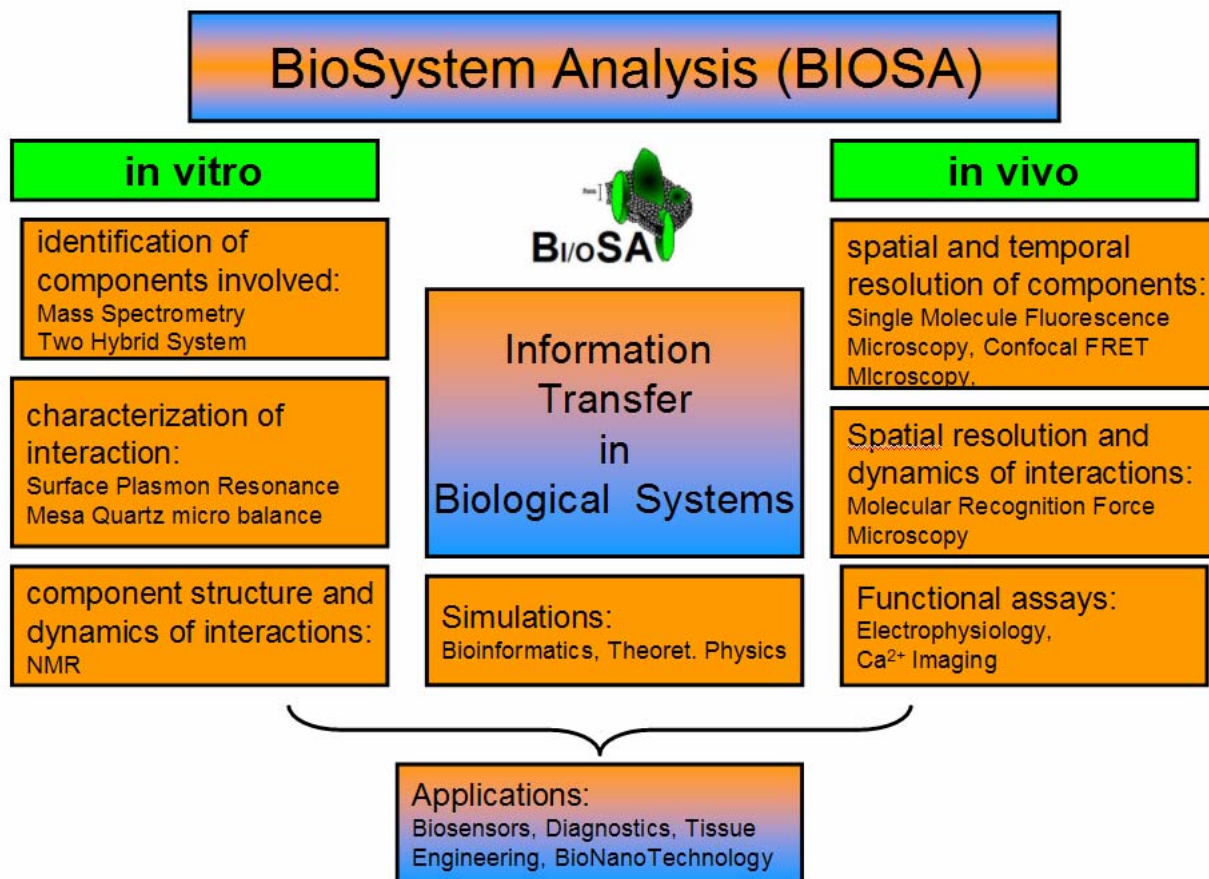 BioSystem Analysis (BIOSA)
in vitro
identification of
components involved:
Mass Spectrometry
Two Hybrid System
characterization of
interaction:
Surface Plasmon Resonance
Mesa Quartz micro balance
component structure and
dynamics of interactions:
NMR
BI/OSA
Information
Transfer
in
Biological Systems
Simulations:
Bioinformatics, Theoret. Physics
in vivo
spatial and temporal
resolution of components:
Single Molecule Fluorescence
Microscopy, Confocal FRET
MIcroscopy,
Spatial resolution and
dynamics of interactions:
Molecular Recognition Force
Microscopy
Functional assays:
Electrophysiology,
Ca²⁺ Imaging
Applications:
Biosensors, Diagnostics, Tissue
Engineering, BioNanoTechnology